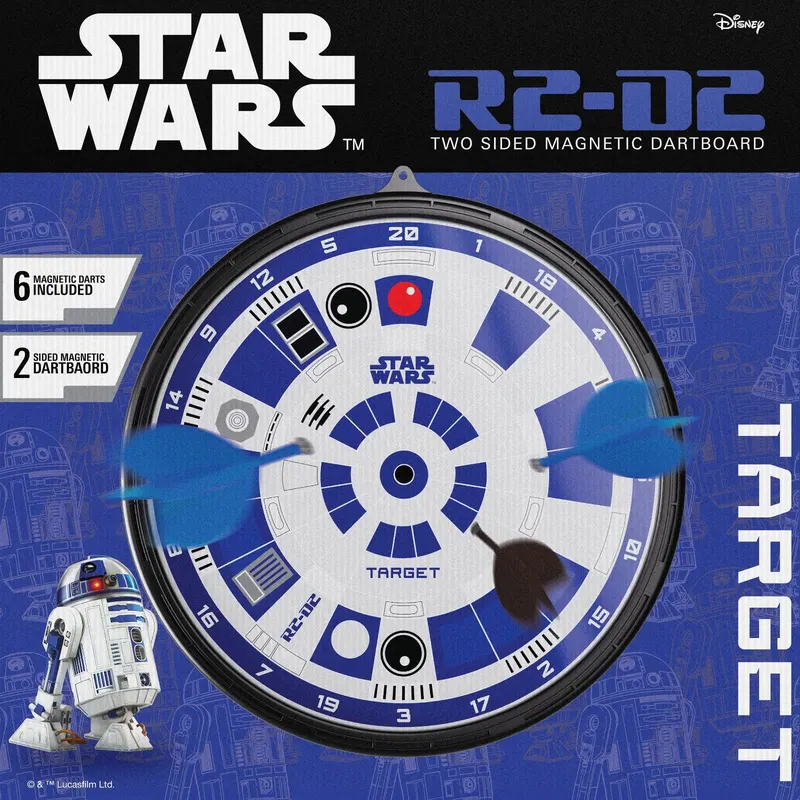 STAR
WARS™
Disney
R2-D2
TWO SIDED MAGNETIC DARTBOARD
6 MAGNETIC DARTS
INCLUDED
2 SIDED MAGNETIC
DARTBAORD
20
1
18
4
10
15
2
17
3
19
7
16
8
14
9
12
5
STAR
WARS
TARGET
R2-D2
TARGET
© & ™ Lucasfilm Ltd.